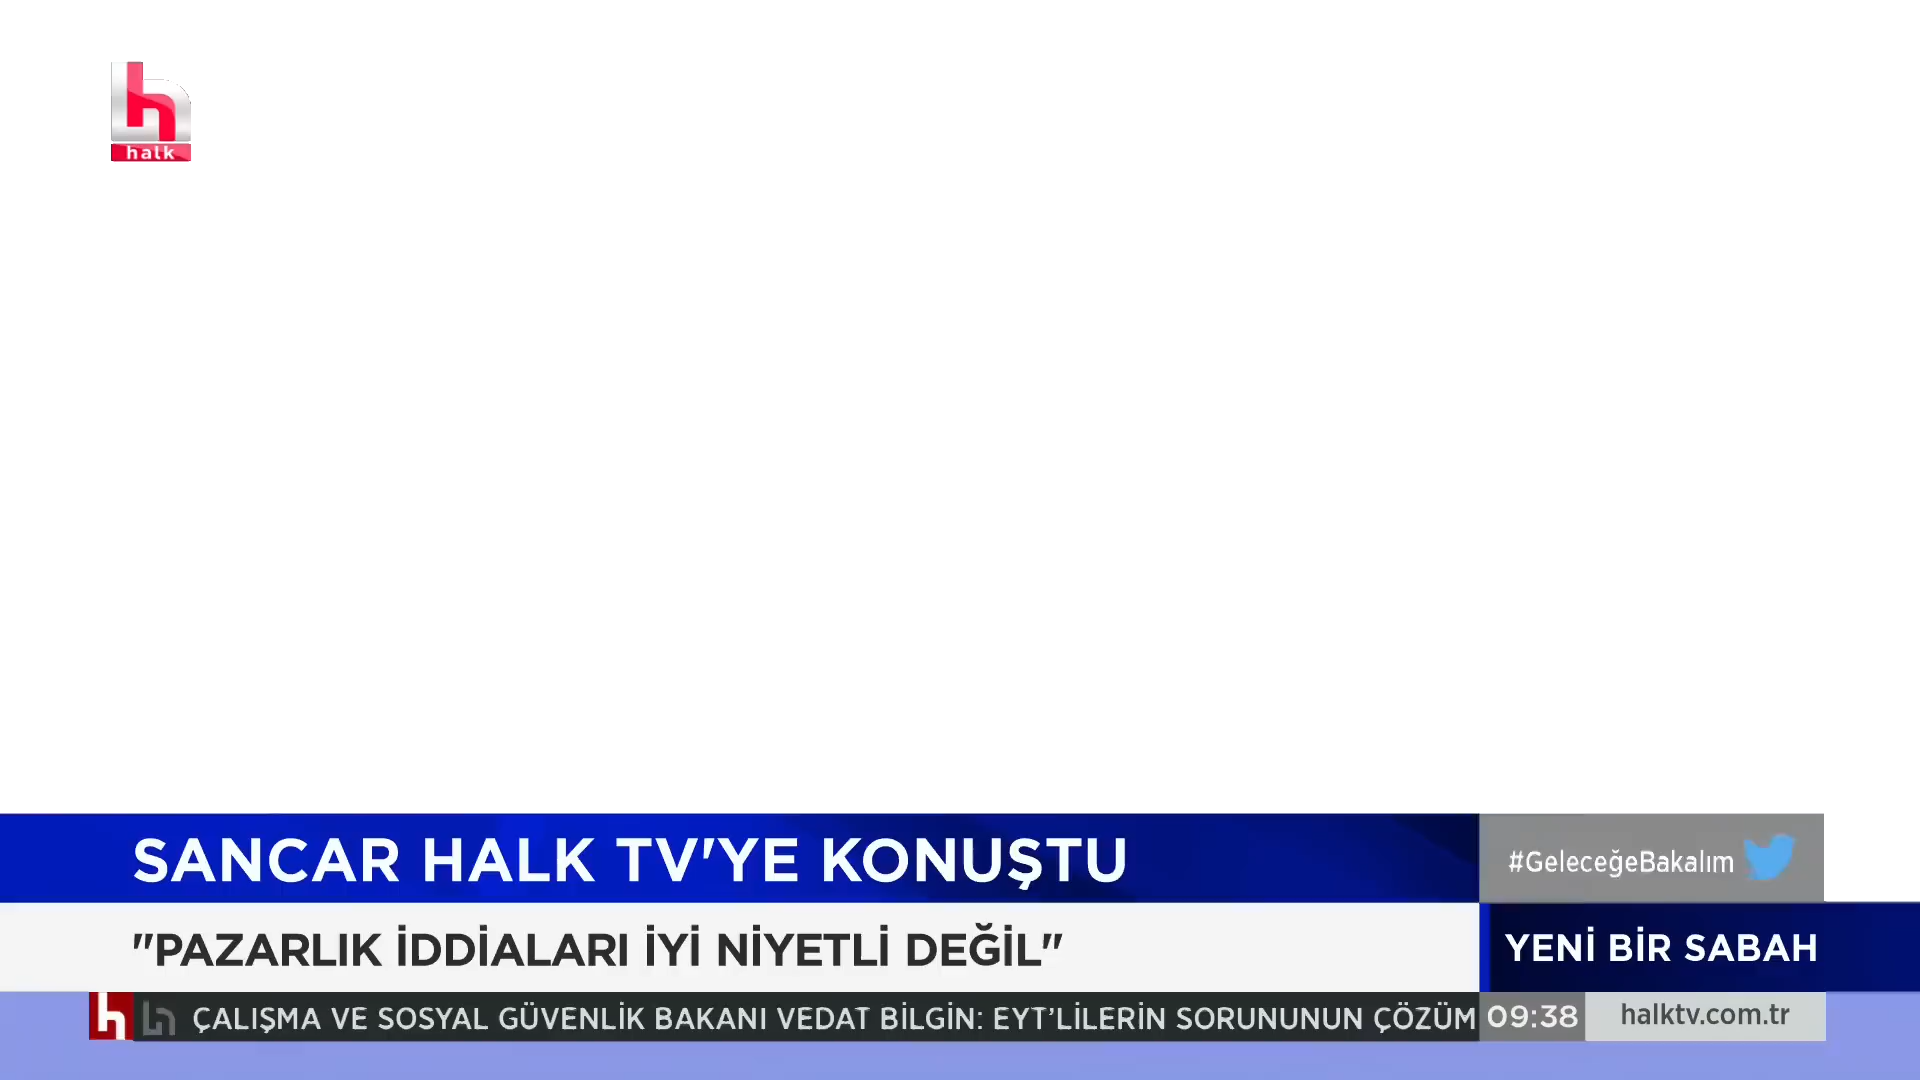 halk
SANCAR HALK TV'YE KONUŞTU
#GeleceğeBakalım
"PAZARLIK İDDİALARI İYİ NİYETLİ DEĞİL"
YENİ BİR SABAH
ÇALIŞMA VE SOSYAL GÜVENLİK BAKANI VEDAT BİLGİN: EYT'LİLERİN SORUNUNUN ÇÖZÜM
09:38
halktv.com.tr